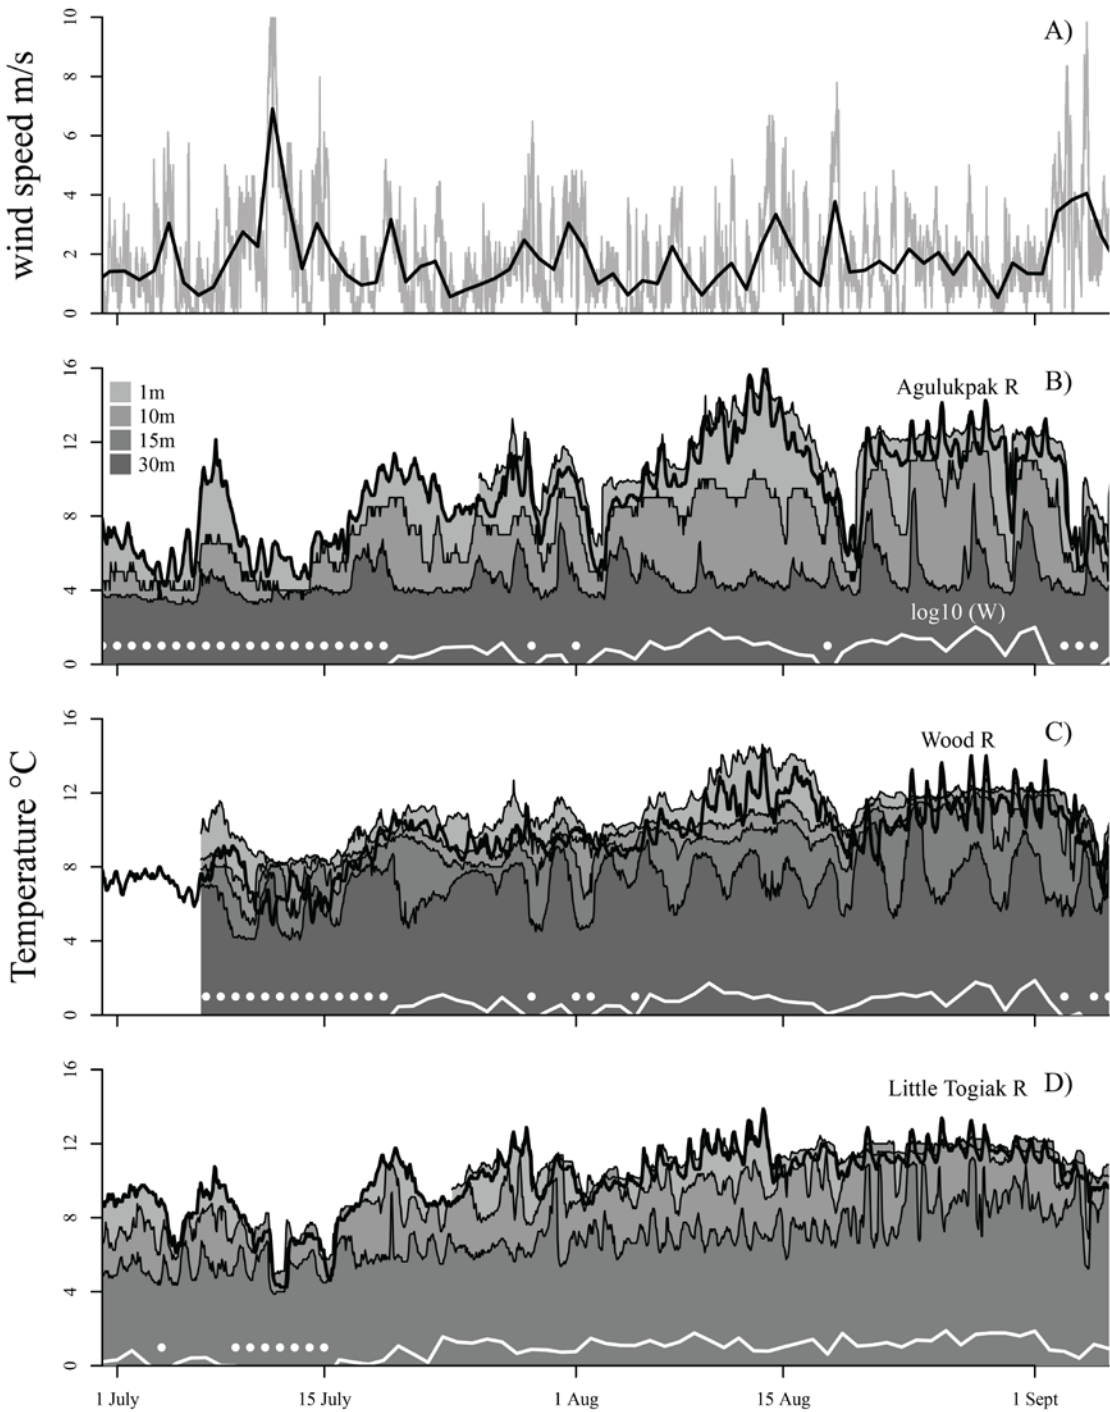 A)
wind speed m/s
10
8
6
4
2
0
B)
Agulukpak R
1m
10m
15m
30m
log10 (W)
16
12
8
4
0
C)
Wood R
Temperature °C
16
12
8
4
0
D)
Little Togiak R
16
12
8
4
0
1 July
15 July
1 Aug
15 Aug
1 Sept